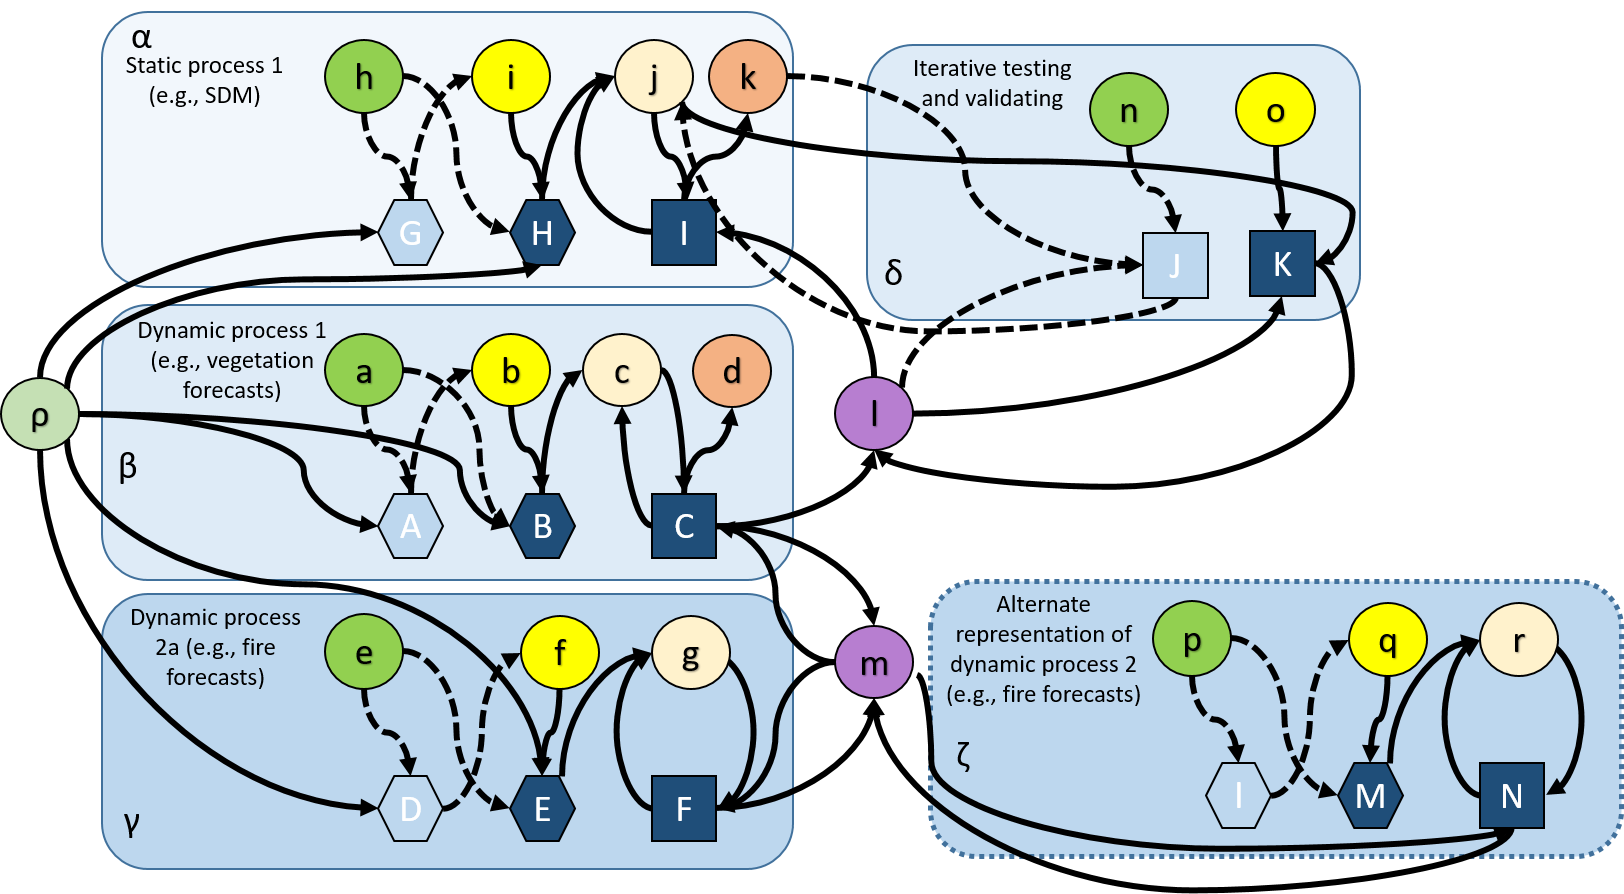 α
Static process 1
(e.g., SDM)
h
i
j
k
G
H
I
Iterative testing
and validating
n
o
J
K
δ
ρ
Dynamic process 1
(e.g., vegetation
forecasts)
β
a
b
c
d
A
B
C
l
Dynamic process
2a (e.g., fire
forecasts)
γ
e
f
g
D
E
F
m
Alternate
representation of
dynamic process 2
(e.g., fire forecasts)
ζ
p
q
r
l
M
N